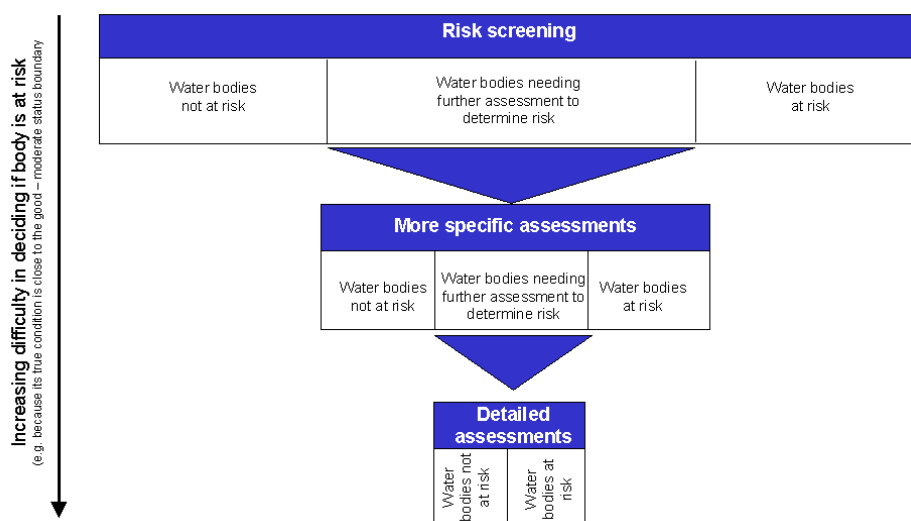 Increasing difficulty in deciding if body is at risk
(e.g. because its true condition is close to the good – moderate status boundary
Risk screening
Water bodies
not at risk
Water bodies needing
further assessment to
determine risk
Water bodies
at risk
More specific assessments
Water bodies
not at risk
Water bodies needing
further assessment to
determine risk
Water bodies
at risk
Detailed
assessments
Water
bodies not
at risk
Water
bodies at
risk